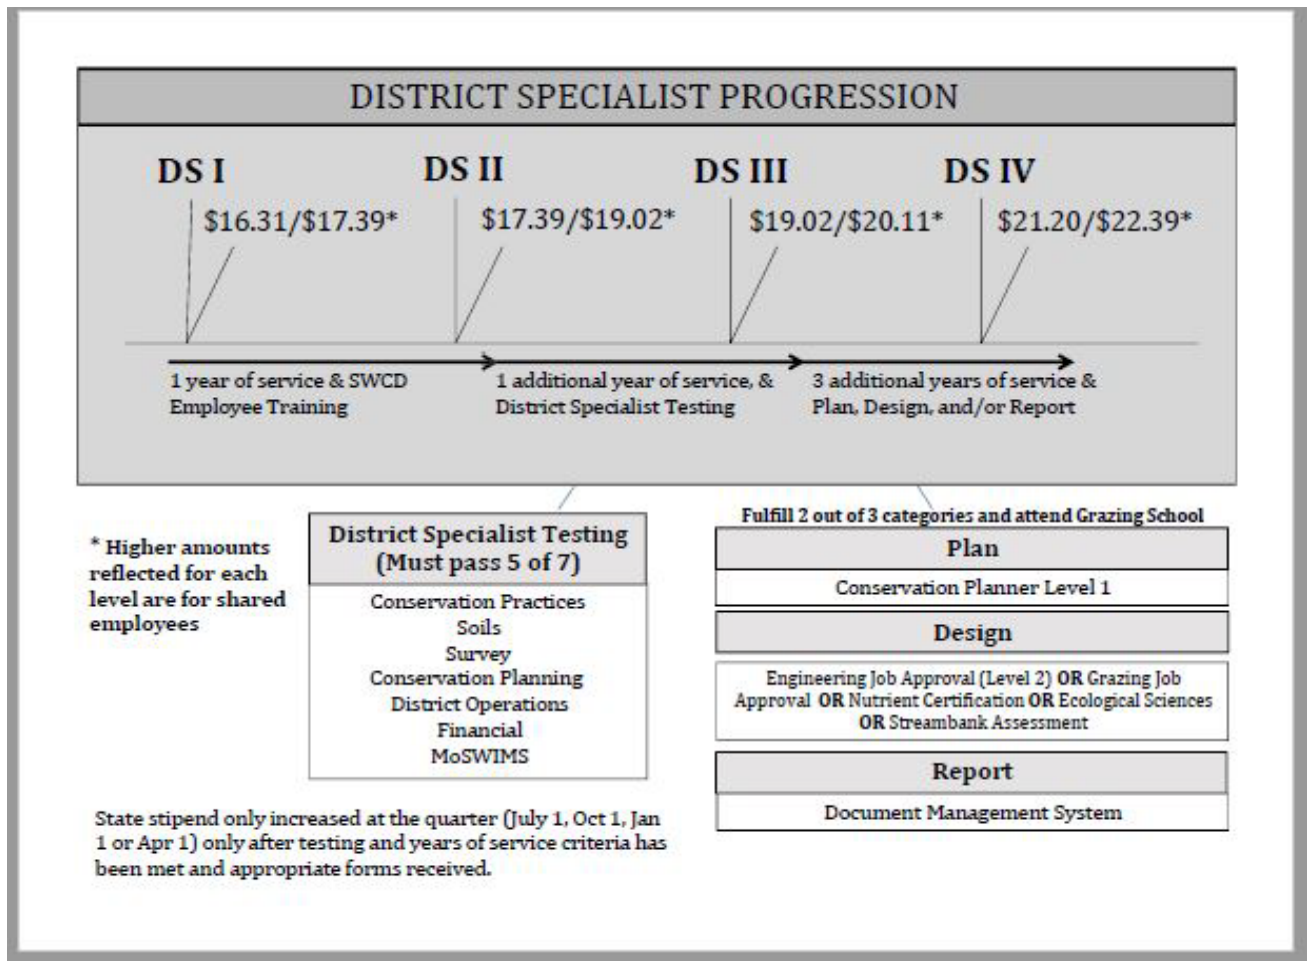 DISTRICT SPECIALIST PROGRESSION
DS I
DS II
DS III
DS IV
$16.31/$17.39*
$17.39/$19.02*
$19.02/$20.11*
$21.20/$22.39*
1 year of service & SWCD
Employee Training
1 additional year of service, &
District Specialist Testing
3 additional years of service &
Plan, Design, and/or Report
* Higher amounts
reflected for each
level are for shared
employees
District Specialist Testing
(Must pass 5 of 7)
Conservation Practices
Soils
Survey
Conservation Planning
District Operations
Financial
MoSWIMS
Fulfill 2 out of 3 categories and attend Grazing School
Plan
Conservation Planner Level 1
Design
Engineering Job Approval (Level 2) OR Grazing Job
Approval OR Nutrient Certification OR Ecological Sciences
OR Streambank Assessment
Report
Document Management System
State stipend only increased at the quarter (July 1, Oct 1, Jan
1 or Apr 1) only after testing and years of service criteria has
been met and appropriate forms received.